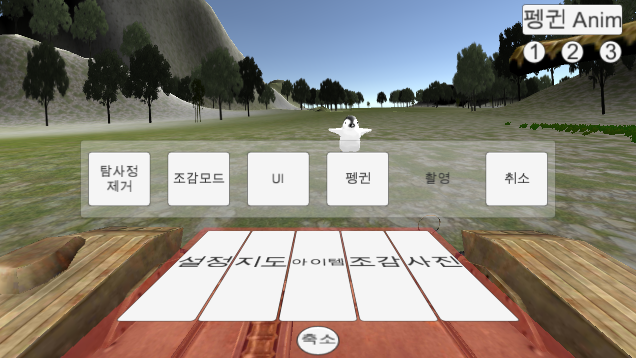 펭귄 Anim
1 2 3
탐사정
제거
조감모드
UI
펭귄
촬영
취소
설정 지도 아이템 조감 사진
축소